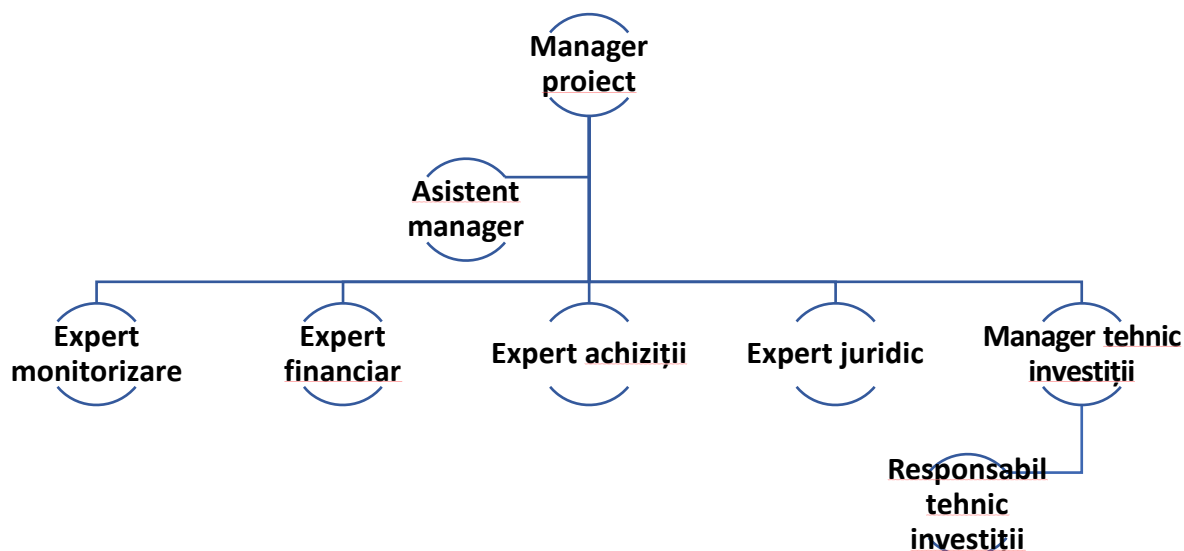 Manager
proiect
Asistent
manager
Expert
monitorizare
Expert
financiar
Expert achiziții
Expert juridic
Manager tehnic
investiții
Responsabil
tehnic
investiții